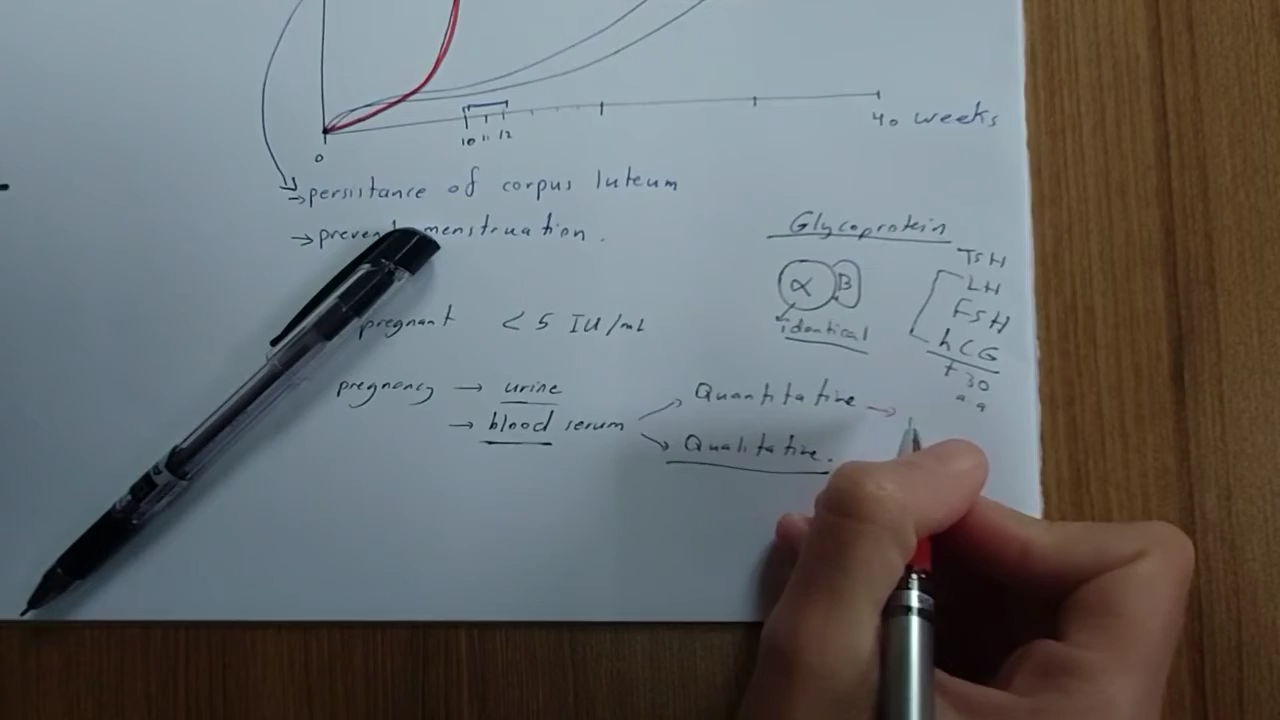 40 weeks
10 11 12
0
→ persistance of corpus luteum
→ prevent menstruation.
Glycoprotein
α β
identical
TSH
LH
FSH
hCG
+30
a a
pregnant < 5 IU/mL
pregnancy → urine
→ blood serum
Quantitative →
Qualitative.